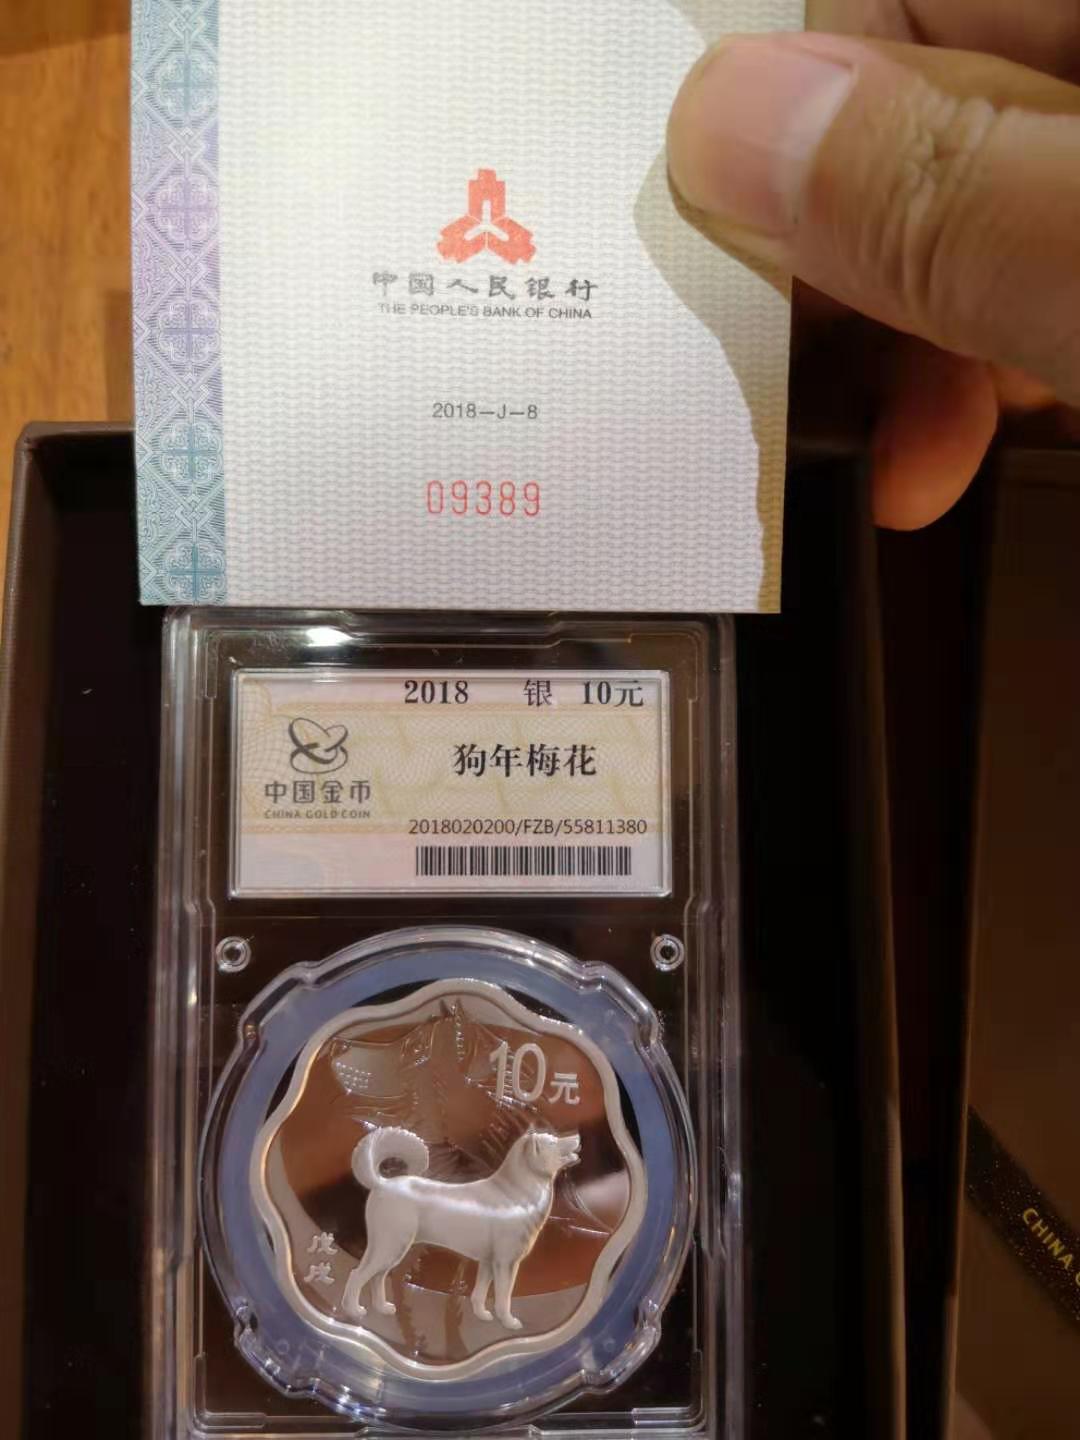 中国人民银行
THE PEOPLE'S BANK OF CHINA
2018—J—8
09389
2018 银 10元
狗年梅花
中国金币
CHINA GOLD COIN
2018020200/FZB/55811380
10元
戊戌
CHINA